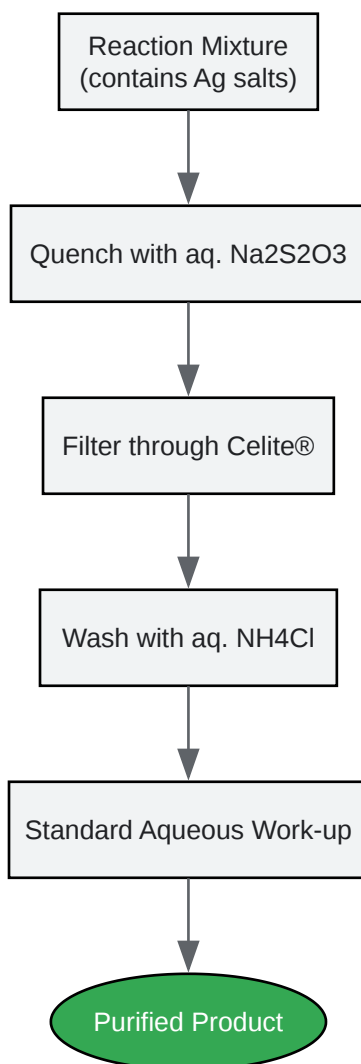 Reaction Mixture
(contains Ag salts)
Quench with aq. Na2S2O3
Filter through Celite®
Wash with aq. NH4Cl
Standard Aqueous Work-up
Purified Product